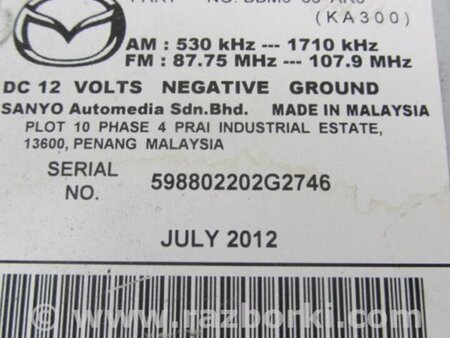 (KA300)
AM : 530 kHz --- 1710 kHz
FM : 87.75 MHz --- 107.9 MHz
DC 12 VOLTS NEGATIVE GROUND
SANYO Automedia Sdn.Bhd. MADE IN MALAYSIA
PLOT 10 PHASE 4 PRAI INDUSTRIAL ESTATE,
13600, PENANG MALAYSIA
SERIAL
NO. 598802202G2746
JULY 2012
www.razborki.com